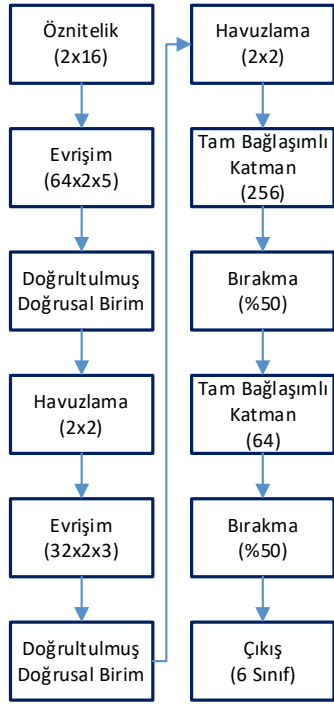 Öznitelik
(2x16)
Evrişim
(64x2x5)
Doğrultulmuş
Doğrusal Birim
Havuzlama
(2x2)
Evrişim
(32x2x3)
Doğrultulmuş
Doğrusal Birim
Havuzlama
(2x2)
Tam Bağlaşımlı
Katman
(256)
Bırakma
(%50)
Tam Bağlaşımlı
Katman
(64)
Bırakma
(%50)
Çıkış
(6 Sınıf)